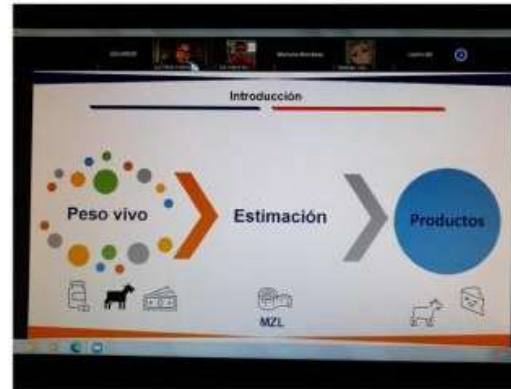 Introducción
Peso vivo
Estimación
Productos
MZL